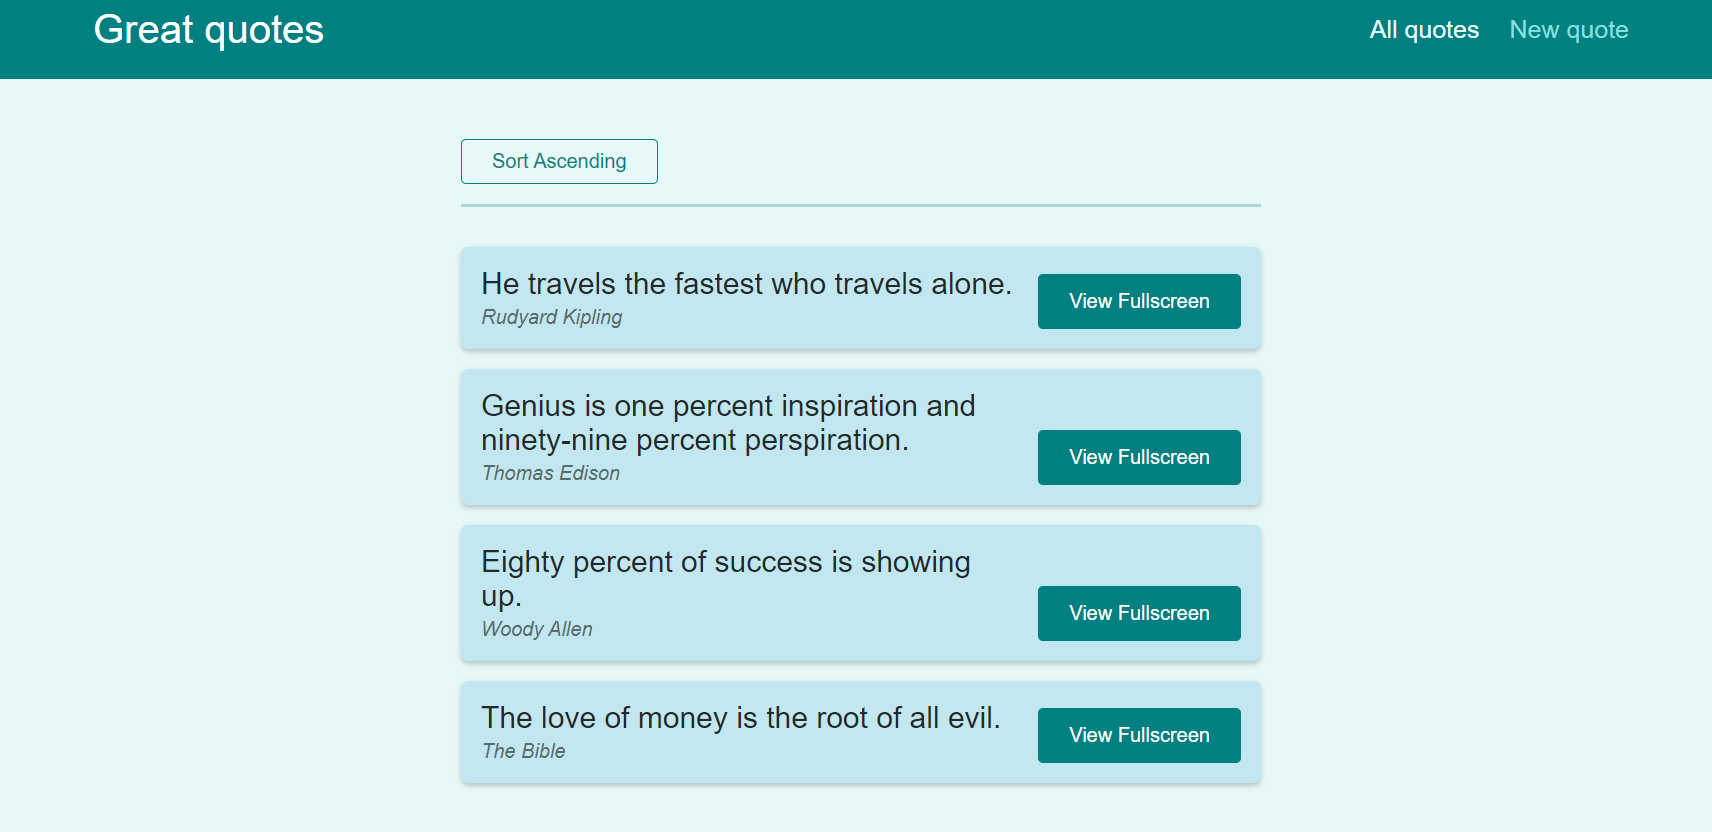 Great quotes
All quotes
New quote
Sort Ascending
He travels the fastest who travels alone.
Rudyard Kipling
View Fullscreen
Genius is one percent inspiration and
ninety-nine percent perspiration.
Thomas Edison
View Fullscreen
Eighty percent of success is showing
up.
Woody Allen
View Fullscreen
The love of money is the root of all evil.
The Bible
View Fullscreen